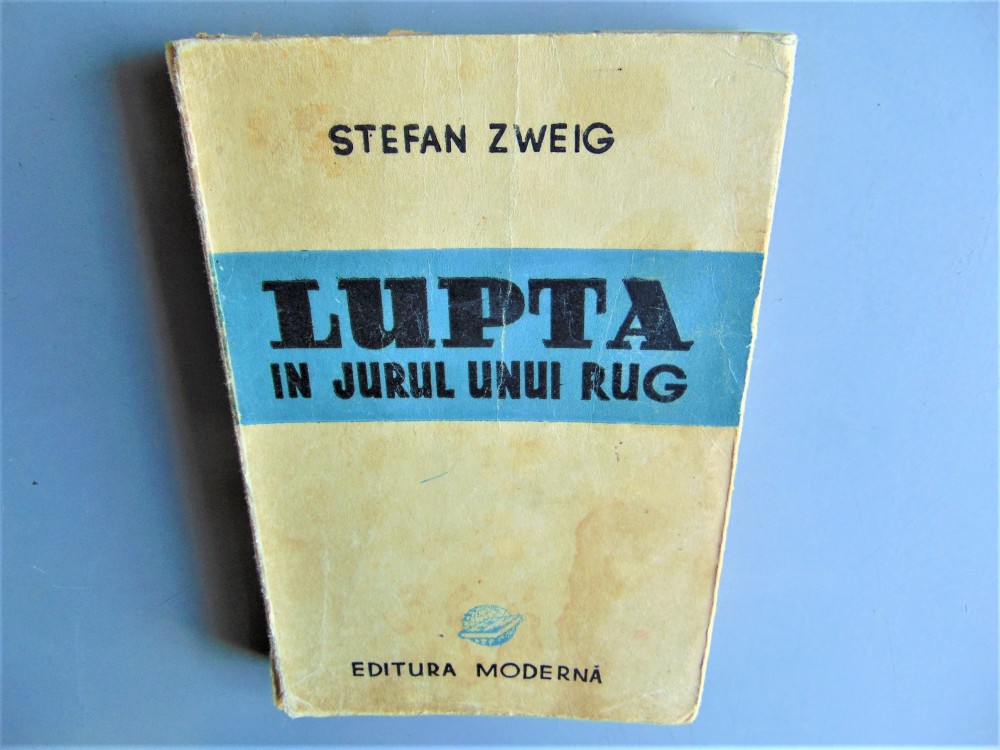 STEFAN ZWEIG
LUPTA
IN JURUL UNUI RUG
EDITURA MODERNĂ